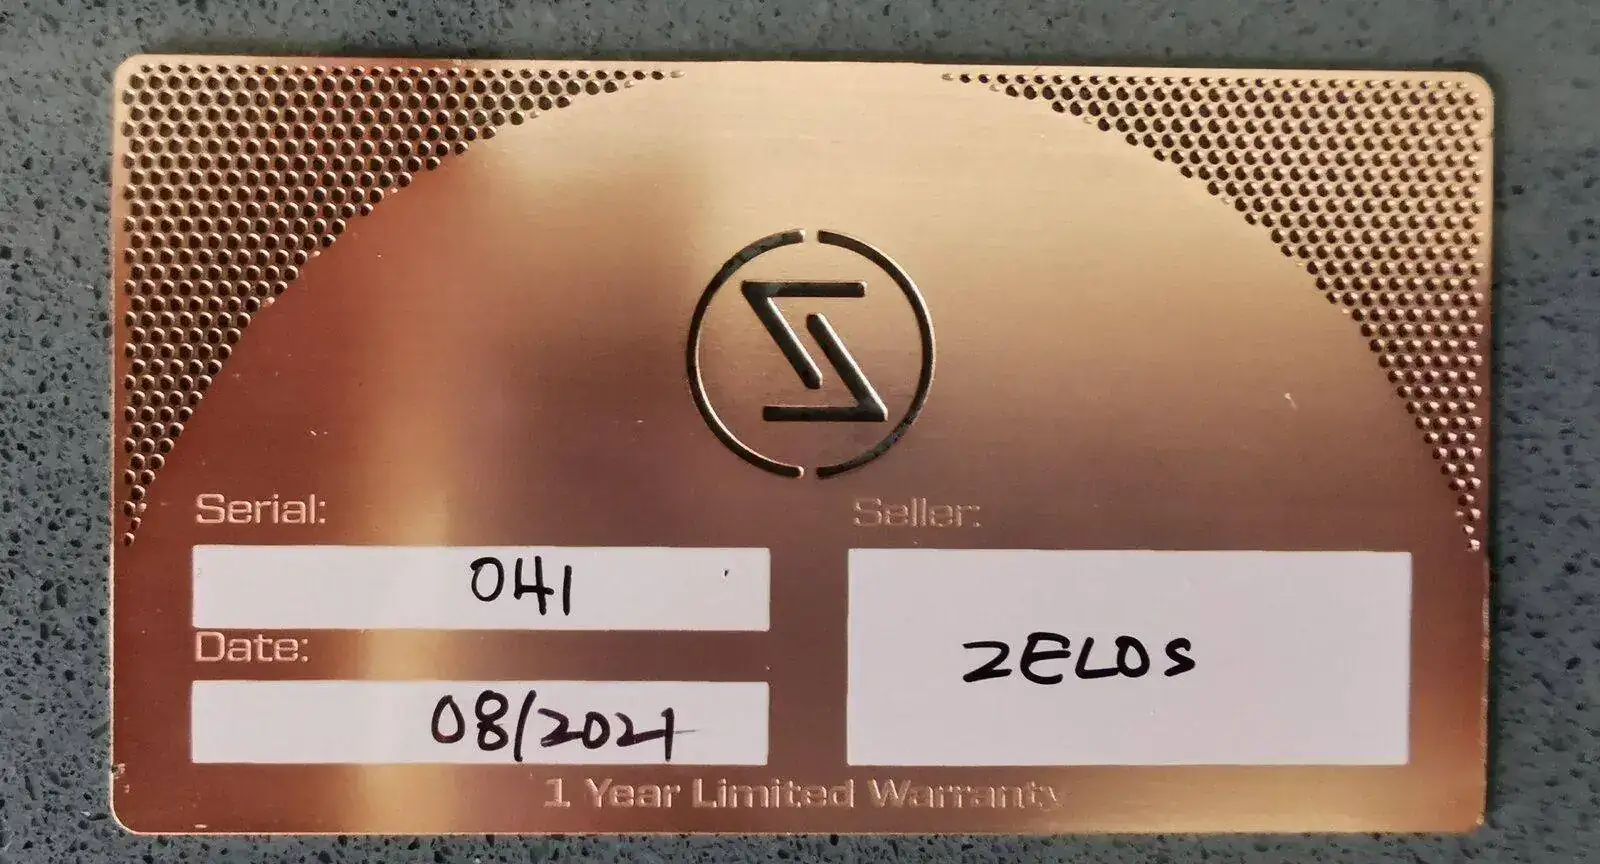 Serial:
041
Date:
08/2021
Seller:
ZELOS
1 Year Limited Warranty